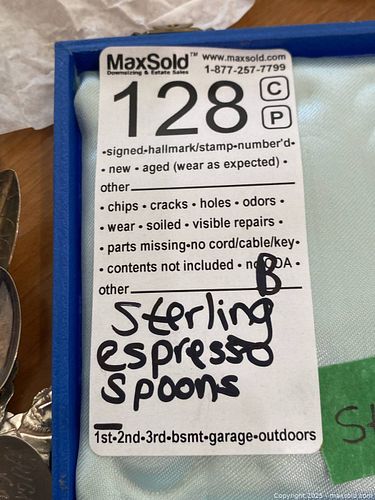 MaxSold™ www.maxsold.com
Downsizing & Estate Sales 1-877-257-7799
128 C
P
•signed•hallmark/stamp•number'd•
• new • aged (wear as expected) •
other
• chips • cracks • holes • odors •
• wear • soiled • visible repairs •
• parts missing•no cord/cable/key•
• contents not included • no OA •
other B
Sterling
espresso
spoons
1st•2nd•3rd•bsmt•garage•outdoors
St
Copyright 2025 - maxsold.com